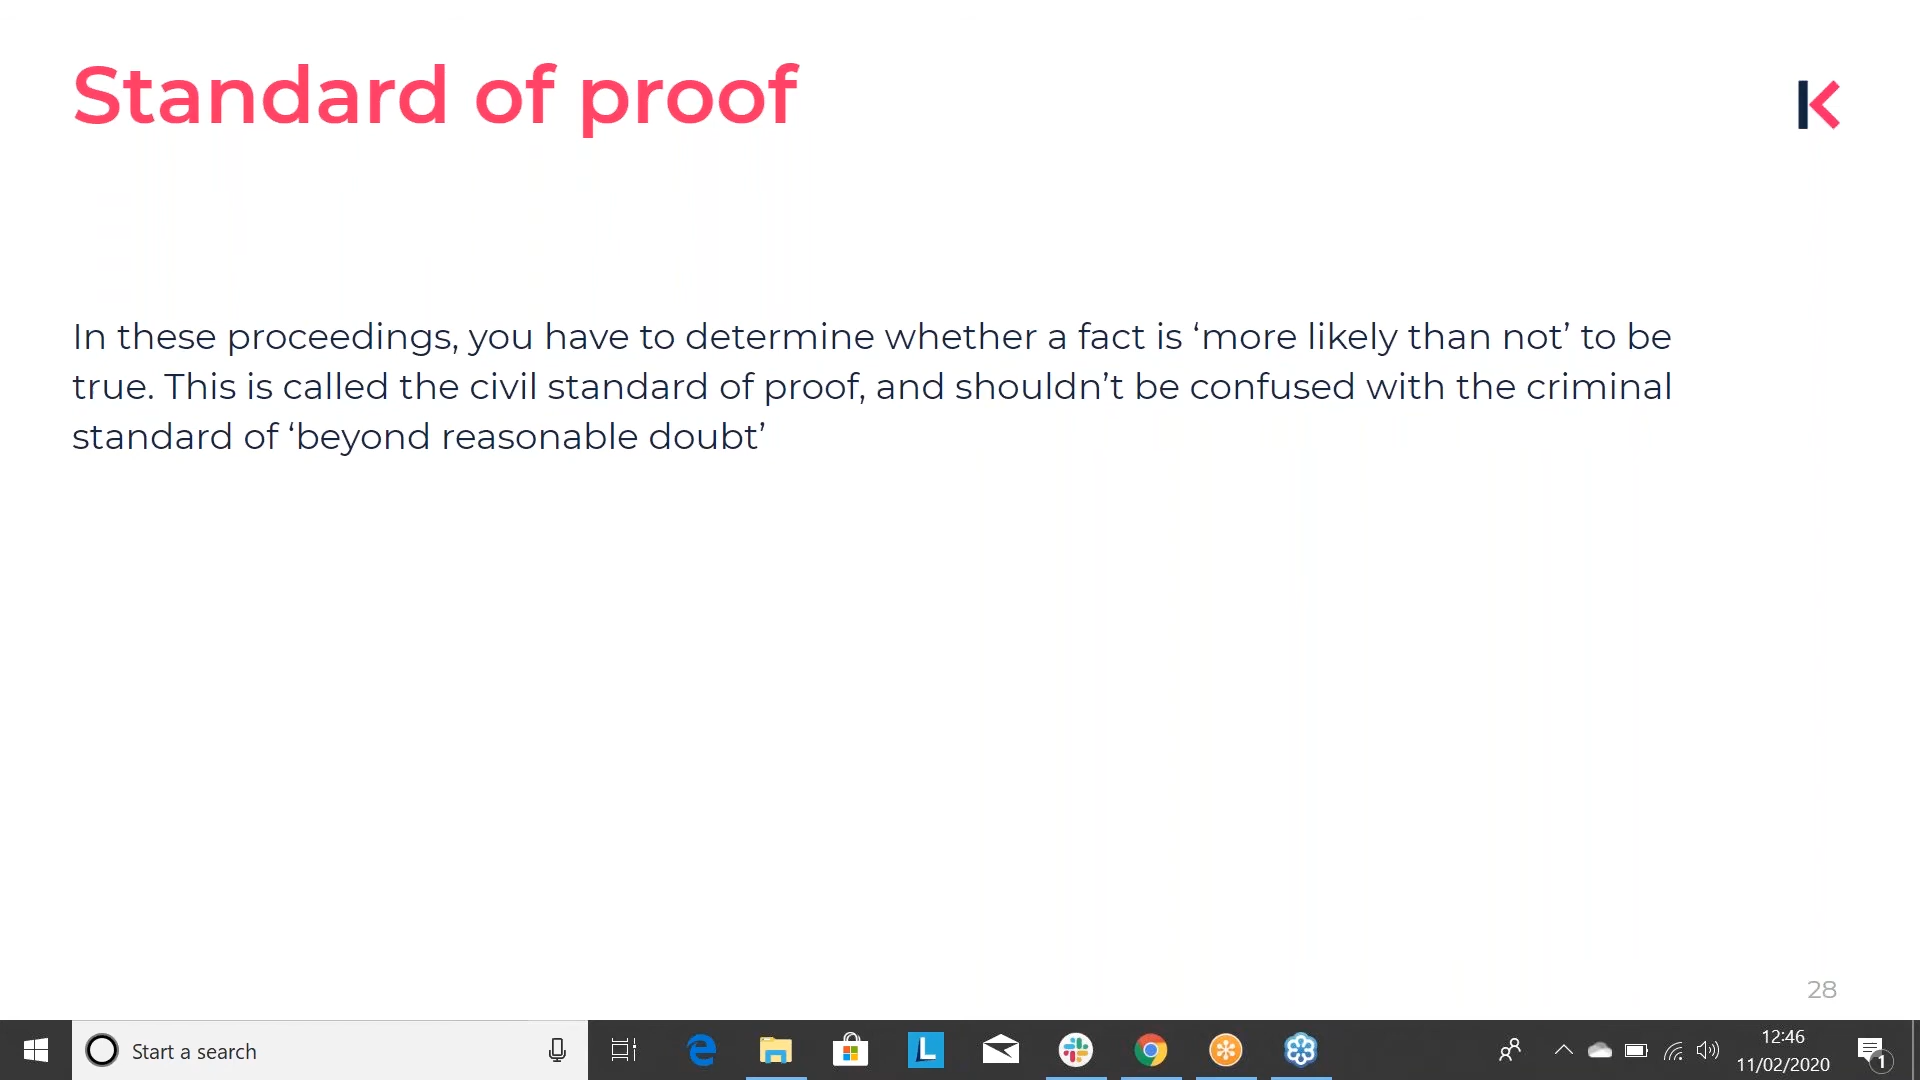 Standard of proof
In these proceedings, you have to determine whether a fact is ‘more likely than not’ to be
true. This is called the civil standard of proof, and shouldn’t be confused with the criminal
standard of ‘beyond reasonable doubt’
28
Start a search
L
12:46
11/02/2020
1